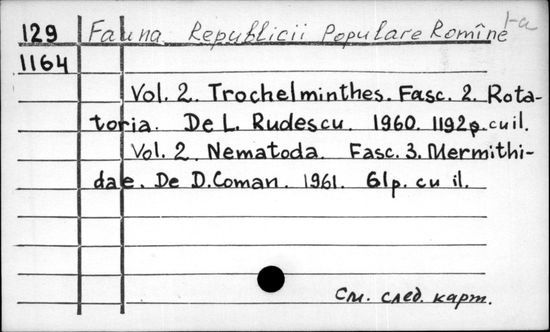 129 Fauna Republicii Populare Romîne
1164
Vol. 2. Trochelminthes. Fasc. 2. Rota-
toria. De L. Rudescu. 1960. 1192p. cu il.
Vol. 2. Nematoda. Fasc. 3. Mermithi-
dae. De D. Coman. 1961. 61p. cu il.
См. след. карт.